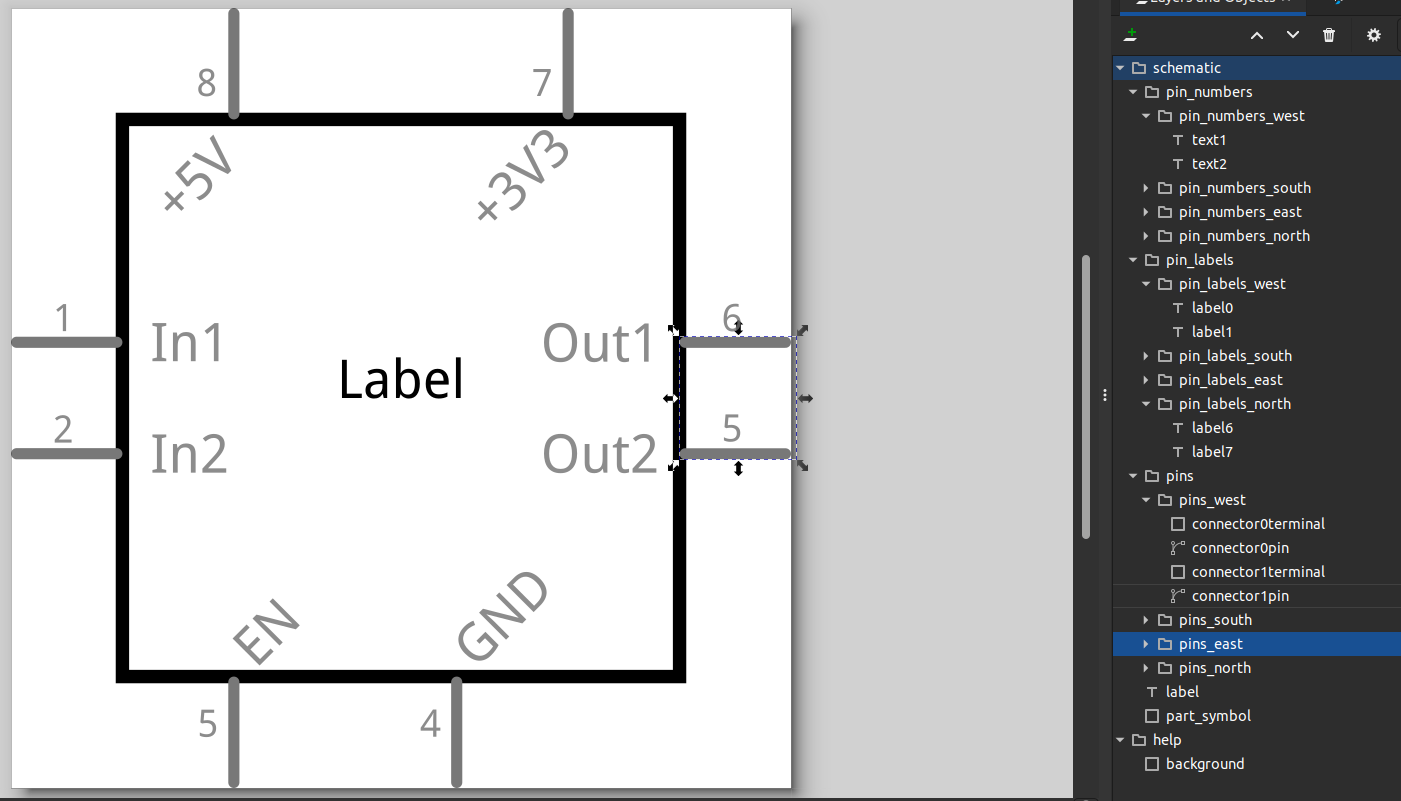 Layers and Objects
8
7
+5V
+3V3
1
In1
Out1
6
Label
2
In2
Out2
5
EN
GND
5
4
schematic
pin_numbers
pin_numbers_west
text1
text2
pin_numbers_south
pin_numbers_east
pin_numbers_north
pin_labels
pin_labels_west
label0
label1
pin_labels_south
pin_labels_east
pin_labels_north
label6
label7
pins
pins_west
connector0terminal
connector0pin
connector1terminal
connector1pin
pins_south
pins_east
pins_north
label
part_symbol
help
background